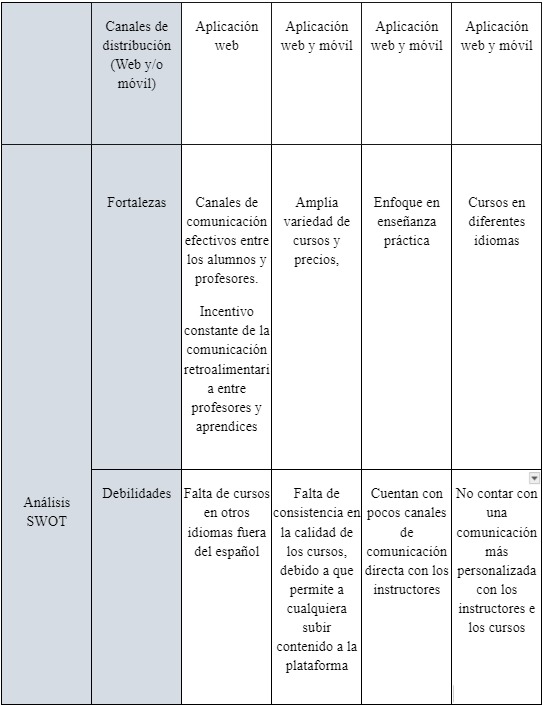 Canales de
distribución
(Web y/o
móvil)
Aplicación
web
Aplicación
web y móvil
Aplicación
web y móvil
Aplicación
web y móvil
Análisis
SWOT
Fortalezas
Canales de
comunicación
efectivos entre
los alumnos y
profesores.
Incentivo
constante de la
comunicación
retroalimentari
a entre
profesores y
aprendices
Amplia
variedad de
cursos y
precios,
Enfoque en
enseñanza
práctica
Cursos en
diferentes
idiomas
Debilidades
Falta de cursos
en otros
idiomas fuera
del español
Falta de
consistencia en
la calidad de
los cursos,
debido a que
permite a
cualquiera
subir
contenido a la
plataforma
Cuentan con
pocos canales
de
comunicación
directa con los
instructores
No contar con
una
comunicación
más
personalizada
con los
instructores e
los cursos